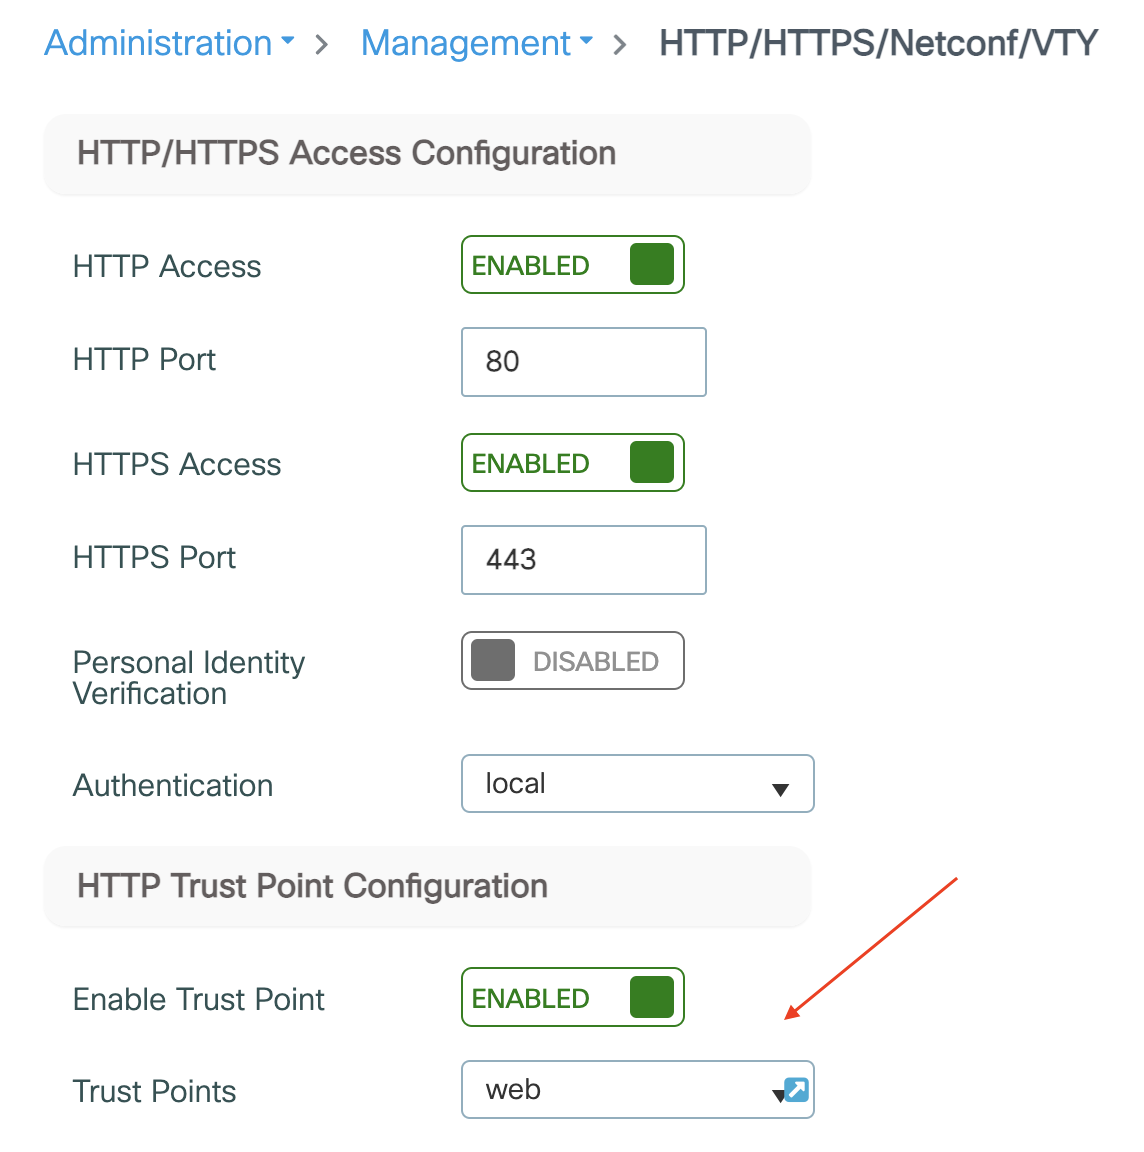 Administration > Management > HTTP/HTTPS/Netconf/VTY
HTTP/HTTPS Access Configuration
HTTP Access ENABLED
HTTP Port 80
HTTPS Access ENABLED
HTTPS Port 443
Personal Identity
Verification DISABLED
Authentication local
HTTP Trust Point Configuration
Enable Trust Point ENABLED
Trust Points web